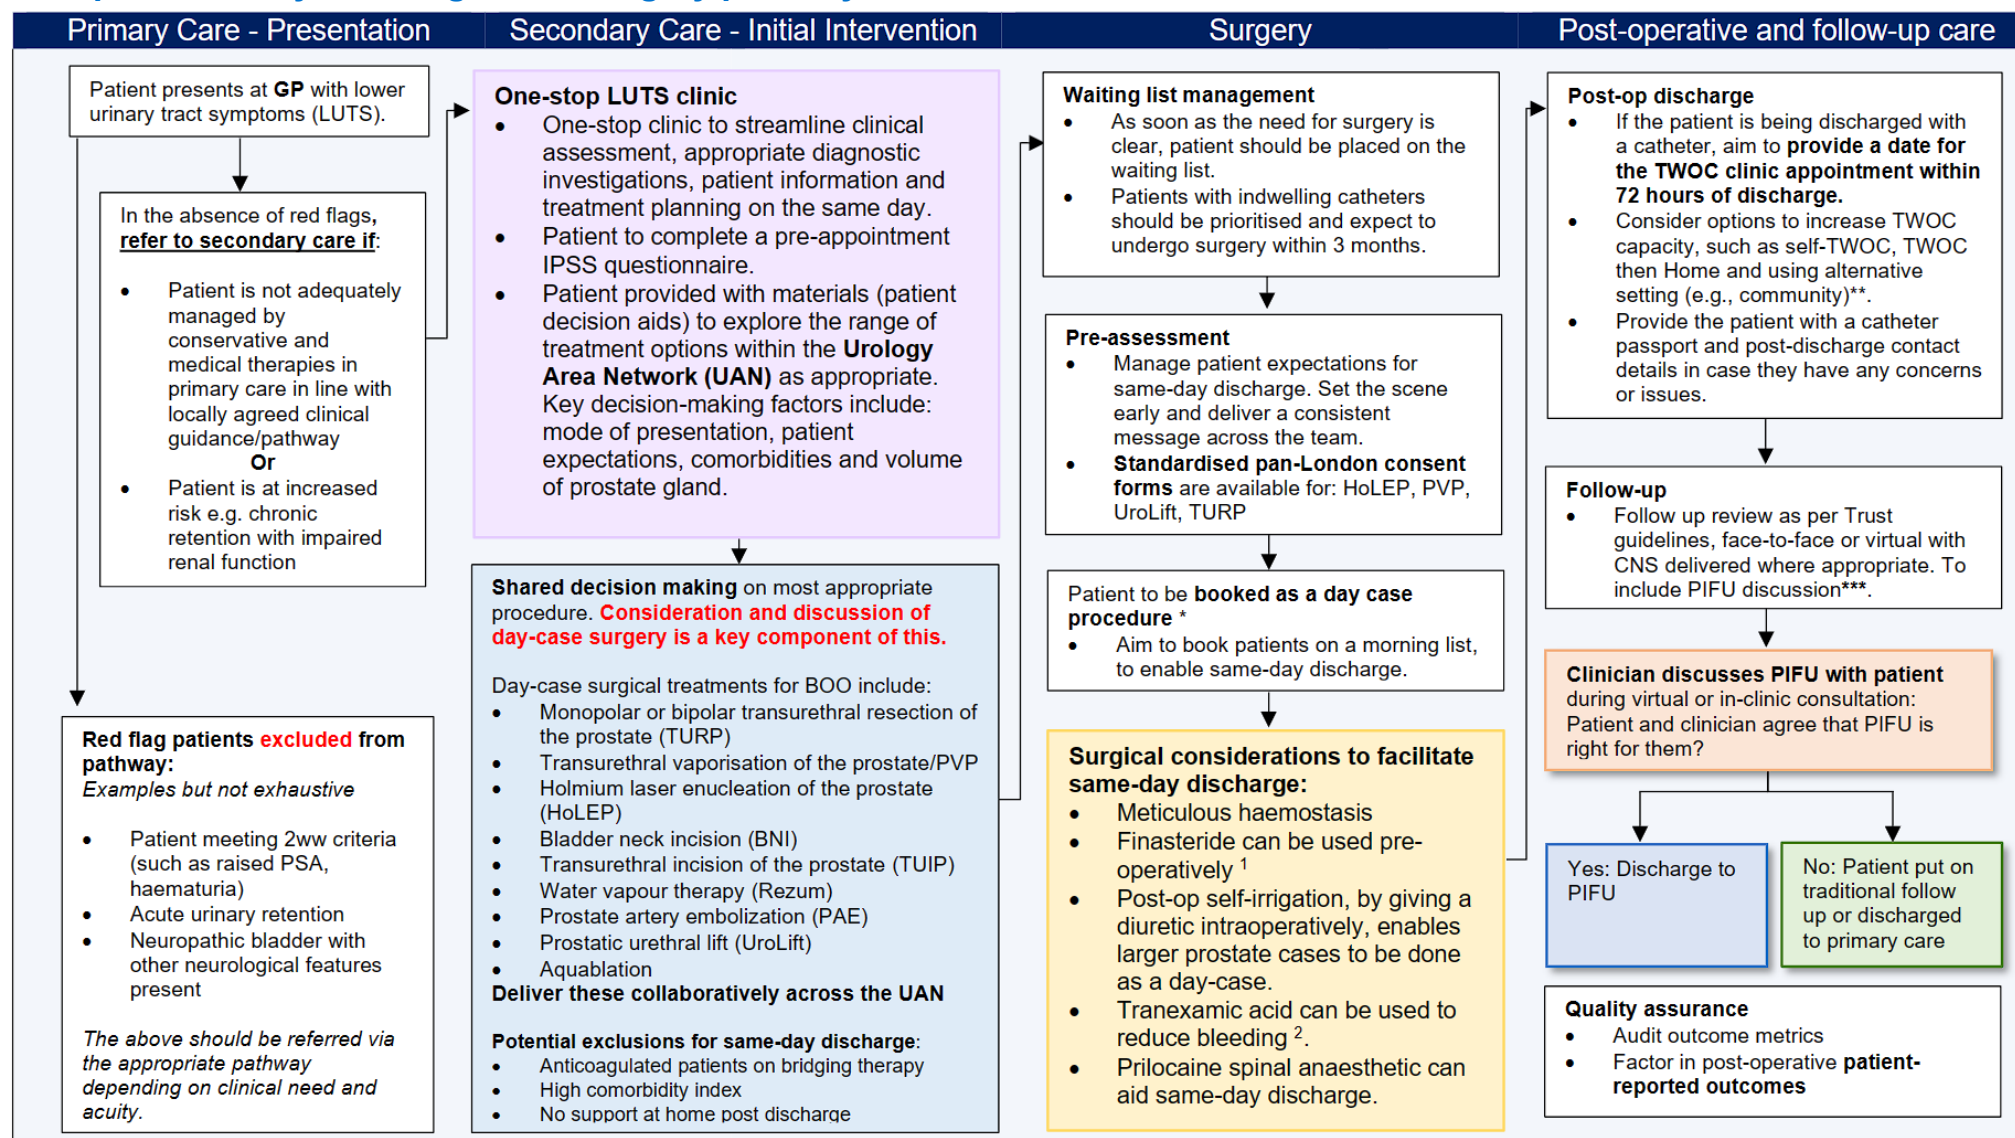 Primary Care - Presentation
Patient presents at GP with lower
urinary tract symptoms (LUTS).
In the absence of red flags,
refer to secondary care if:
• Patient is not adequately
managed by
conservative and
medical therapies in
primary care in line with
locally agreed clinical
guidance/pathway
Or
• Patient is at increased
risk e.g. chronic
retention with impaired
renal function
Red flag patients excluded from
pathway:
Examples but not exhaustive
• Patient meeting 2ww criteria
(such as raised PSA,
haematuria)
• Acute urinary retention
• Neuropathic bladder with
other neurological features
present
The above should be referred via
the appropriate pathway
depending on clinical need and
acuity.
Secondary Care - Initial Intervention
One-stop LUTS clinic
• One-stop clinic to streamline clinical
assessment, appropriate diagnostic
investigations, patient information and
treatment planning on the same day.
• Patient to complete a pre-appointment
IPSS questionnaire.
• Patient provided with materials (patient
decision aids) to explore the range of
treatment options within the Urology
Area Network (UAN) as appropriate.
Key decision-making factors include:
mode of presentation, patient
expectations, comorbidities and volume
of prostate gland.
Shared decision making on most appropriate
procedure. Consideration and discussion of
day-case surgery is a key component of this.
Day-case surgical treatments for BOO include:
• Monopolar or bipolar transurethral resection of
the prostate (TURP)
• Transurethral vaporisation of the prostate/PVP
• Holmium laser enucleation of the prostate
(HoLEP)
• Bladder neck incision (BNI)
• Transurethral incision of the prostate (TUIP)
• Water vapour therapy (Rezum)
• Prostate artery embolization (PAE)
• Prostatic urethral lift (UroLift)
• Aquablation
Deliver these collaboratively across the UAN
Potential exclusions for same-day discharge:
• Anticoagulated patients on bridging therapy
• High comorbidity index
• No support at home post discharge
Surgery
Waiting list management
• As soon as the need for surgery is
clear, patient should be placed on the
waiting list.
• Patients with indwelling catheters
should be prioritised and expect to
undergo surgery within 3 months.
Pre-assessment
• Manage patient expectations for
same-day discharge. Set the scene
early and deliver a consistent
message across the team.
• Standardised pan-London consent
forms are available for: HoLEP, PVP,
UroLift, TURP
Patient to be booked as a day case
procedure *
• Aim to book patients on a morning list,
to enable same-day discharge.
Surgical considerations to facilitate
same-day discharge:
• Meticulous haemostasis
• Finasteride can be used pre-
operatively 1
• Post-op self-irrigation, by giving a
diuretic intraoperatively, enables
larger prostate cases to be done
as a day-case.
• Tranexamic acid can be used to
reduce bleeding 2.
• Prilocaine spinal anaesthetic can
aid same-day discharge.
Post-operative and follow-up care
Post-op discharge
• If the patient is being discharged with
a catheter, aim to provide a date for
the TWOC clinic appointment within
72 hours of discharge.
• Consider options to increase TWOC
capacity, such as self-TWOC, TWOC
then Home and using alternative
setting (e.g., community)**.
• Provide the patient with a catheter
passport and post-discharge contact
details in case they have any concerns
or issues.
Follow-up
• Follow up review as per Trust
guidelines, face-to-face or virtual with
CNS delivered where appropriate. To
include PIFU discussion***.
Clinician discusses PIFU with patient
during virtual or in-clinic consultation:
Patient and clinician agree that PIFU is
right for them?
Yes: Discharge to
PIFU
No: Patient put on
traditional follow
up or discharged
to primary care
Quality assurance
• Audit outcome metrics
• Factor in post-operative patient-
reported outcomes